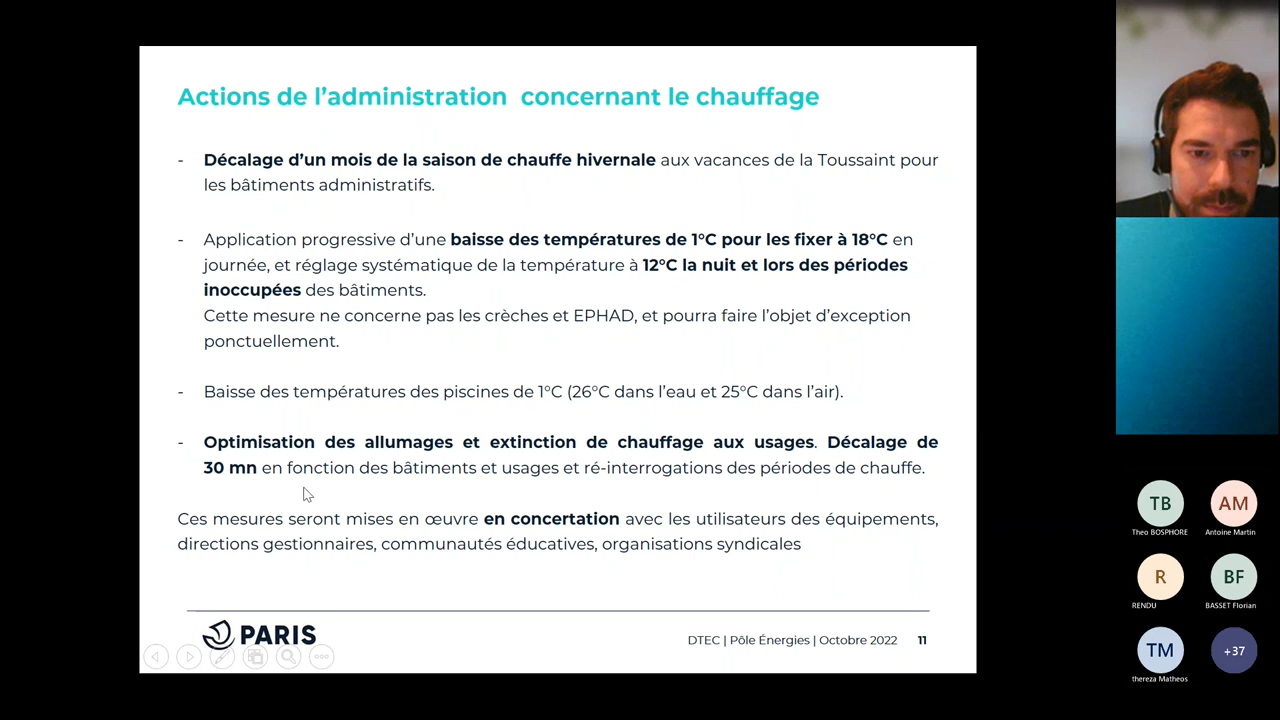 Actions de l’administration  concernant le chauffage
- Décalage d’un mois de la saison de chauffe hivernale aux vacances de la Toussaint pour
les bâtiments administratifs.
- Application progressive d’une baisse des températures de 1°C pour les fixer à 18°C en
journée, et réglage systématique de la température à 12°C la nuit et lors des périodes
inoccupées des bâtiments.
Cette mesure ne concerne pas les crèches et EPHAD, et pourra faire l’objet d’exception
ponctuellement.
- Baisse des températures des piscines de 1°C (26°C dans l’eau et 25°C dans l’air).
- Optimisation des allumages et extinction de chauffage aux usages. Décalage de
30 mn en fonction des bâtiments et usages et ré-interrogations des périodes de chauffe.
Ces mesures seront mises en œuvre en concertation avec les utilisateurs des équipements,
directions gestionnaires, communautés éducatives, organisations syndicales
PARIS
DTEC | Pôle Énergies | Octobre 2022 11
TB
Theo BOSPHORE
AM
Antoine Martin
R
RENDU
BF
BASSET Florian
TM
thereza Matheos
+37